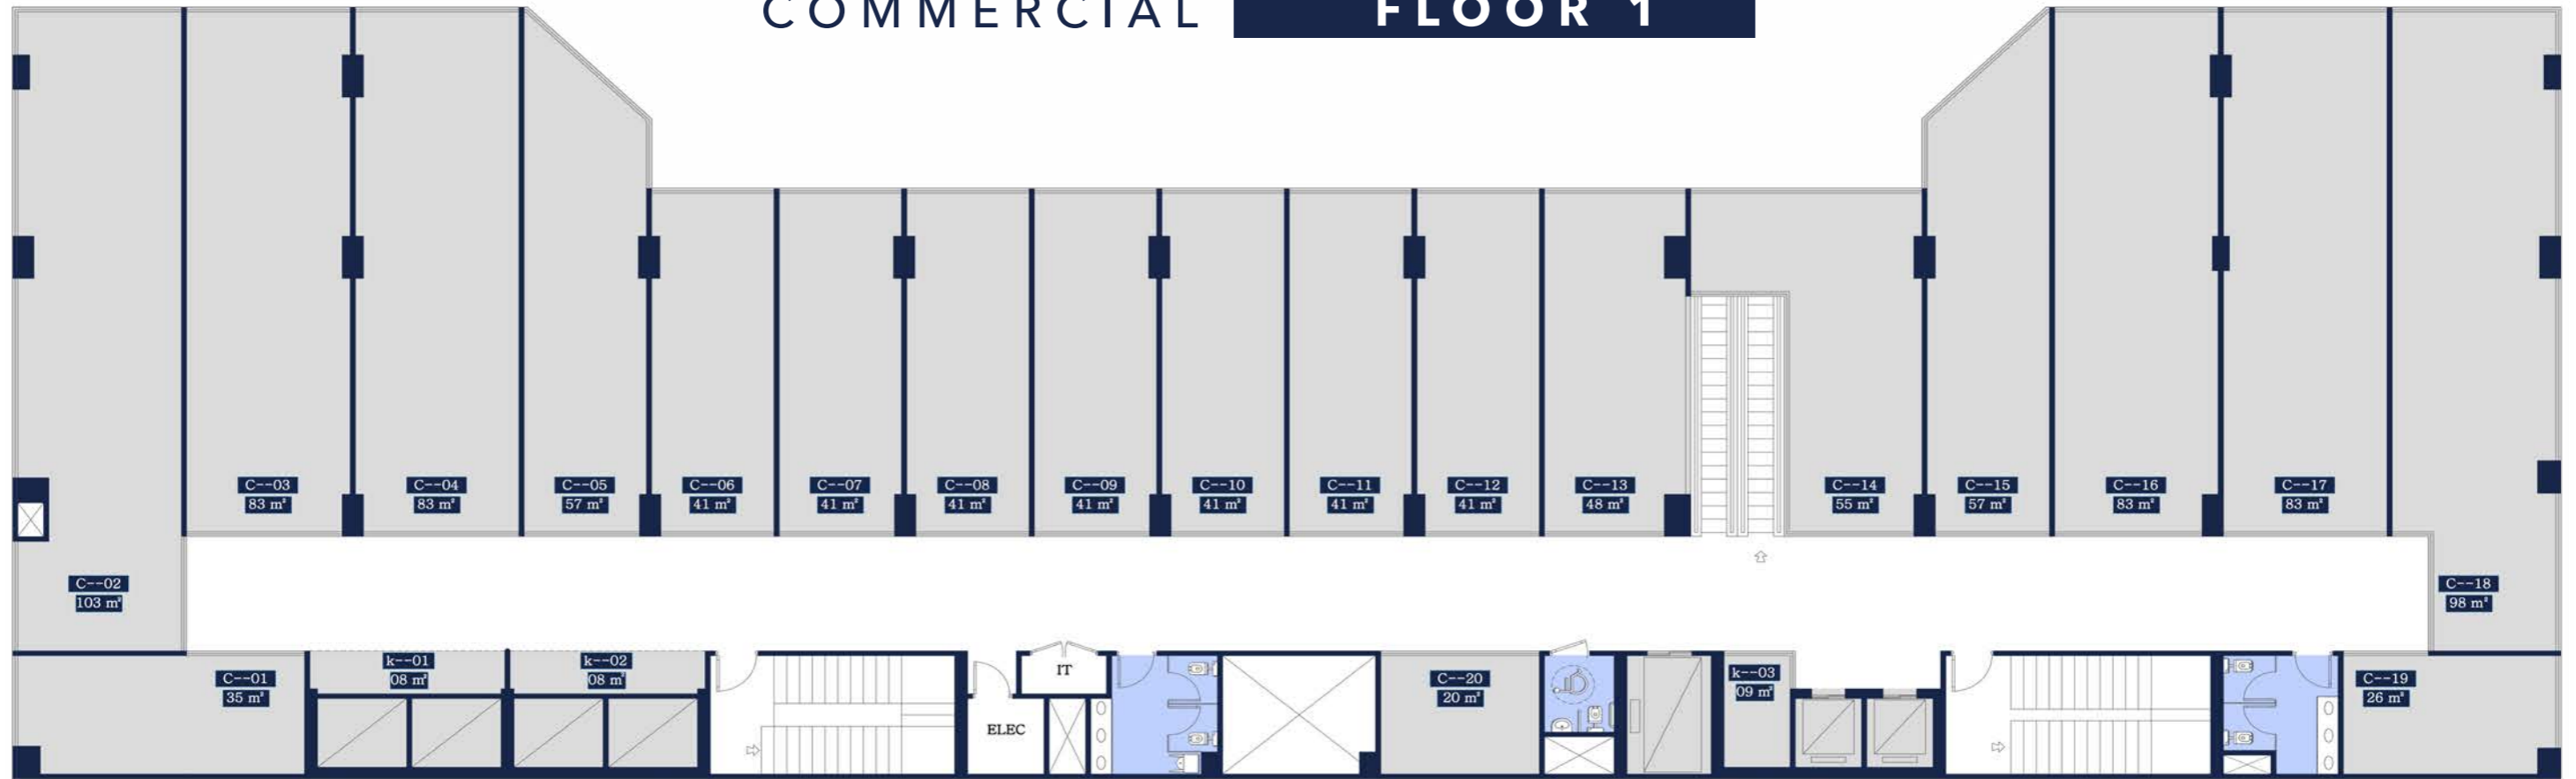 COMMERCIAL FLOOR 1
C--03
83 m²
C--04
83 m²
C--05
57 m²
C--06
41 m²
C--07
41 m²
C--08
41 m²
C--09
41 m²
C--10
41 m²
C--11
41 m²
C--12
41 m²
C--13
48 m²
C--14
55 m²
C--15
57 m²
C--16
83 m²
C--17
83 m²
C--02
103 m²
C--18
98 m²
C--01
35 m²
k--01
08 m²
k--02
08 m²
IT
ELEC
C--20
20 m²
k--03
09 m²
C--19
26 m²